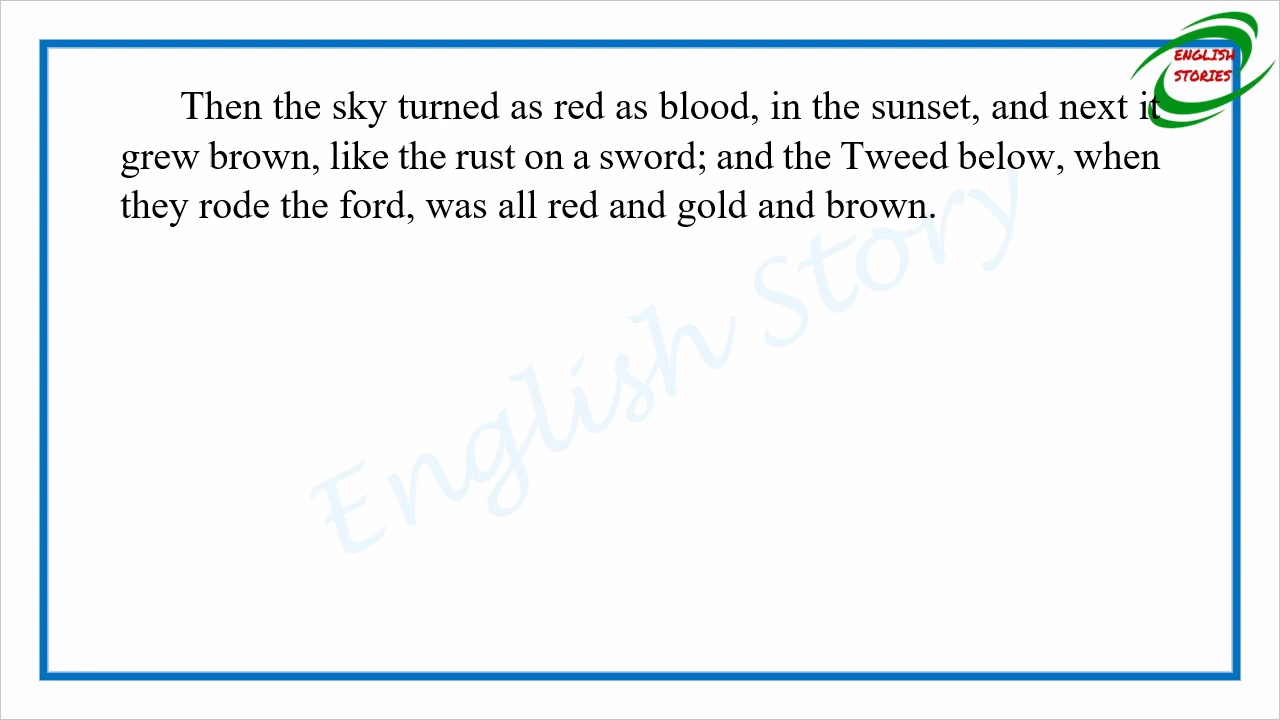 ENGLISH
STORIES
Then the sky turned as red as blood, in the sunset, and next it
grew brown, like the rust on a sword; and the Tweed below, when
they rode the ford, was all red and gold and brown.
English Story